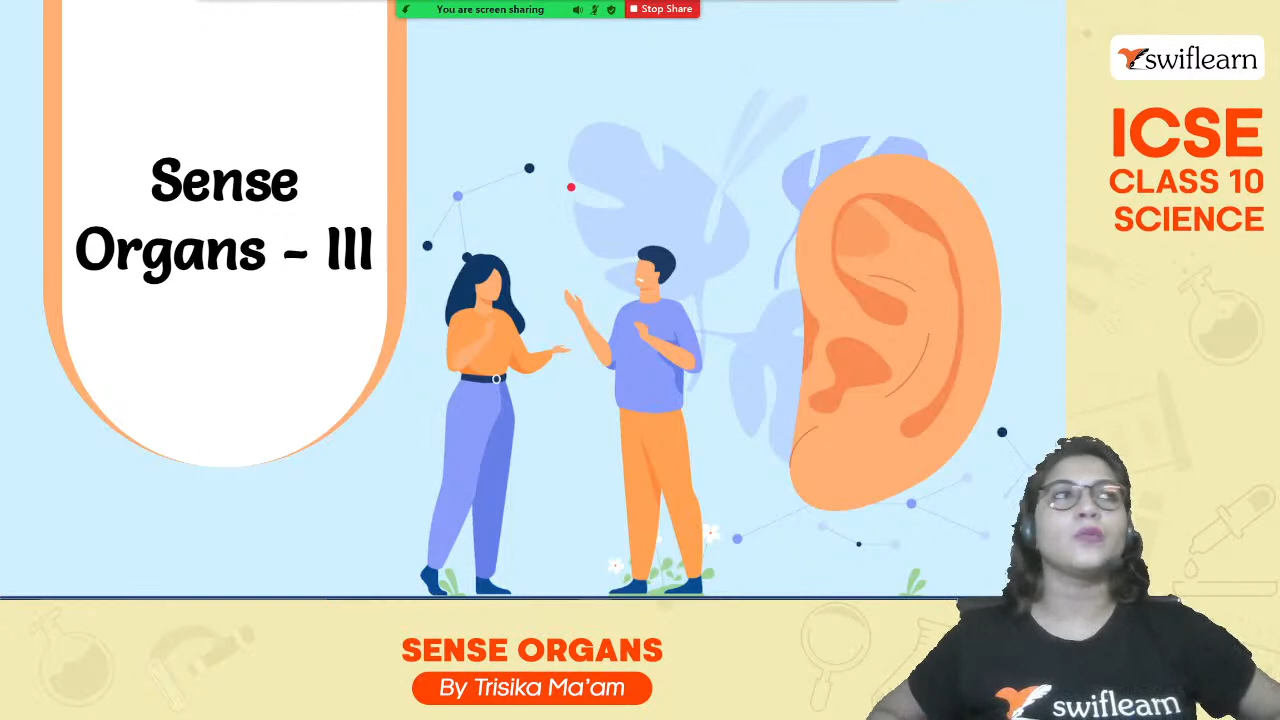 You are screen sharing
Stop Share
swiflearn
ICSE
CLASS 10
SCIENCE
Sense
Organs - III
SENSE ORGANS
By Trisika Ma'am
swiflearn